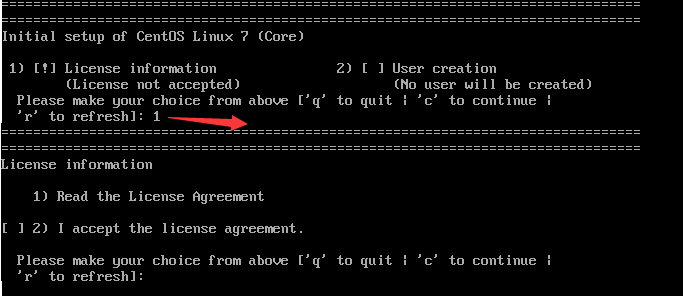 ================================================================================
================================================================================
Initial setup of CentOS Linux 7 (Core)
1) [!] License information 2) [ ] User creation
(License not accepted) (No user will be created)
Please make your choice from above ['q' to quit | 'c' to continue |
'r' to refresh]: 1
================================================================================
================================================================================
License information
1) Read the License Agreement
[ ] 2) I accept the license agreement.
Please make your choice from above ['q' to quit | 'c' to continue |
'r' to refresh]: